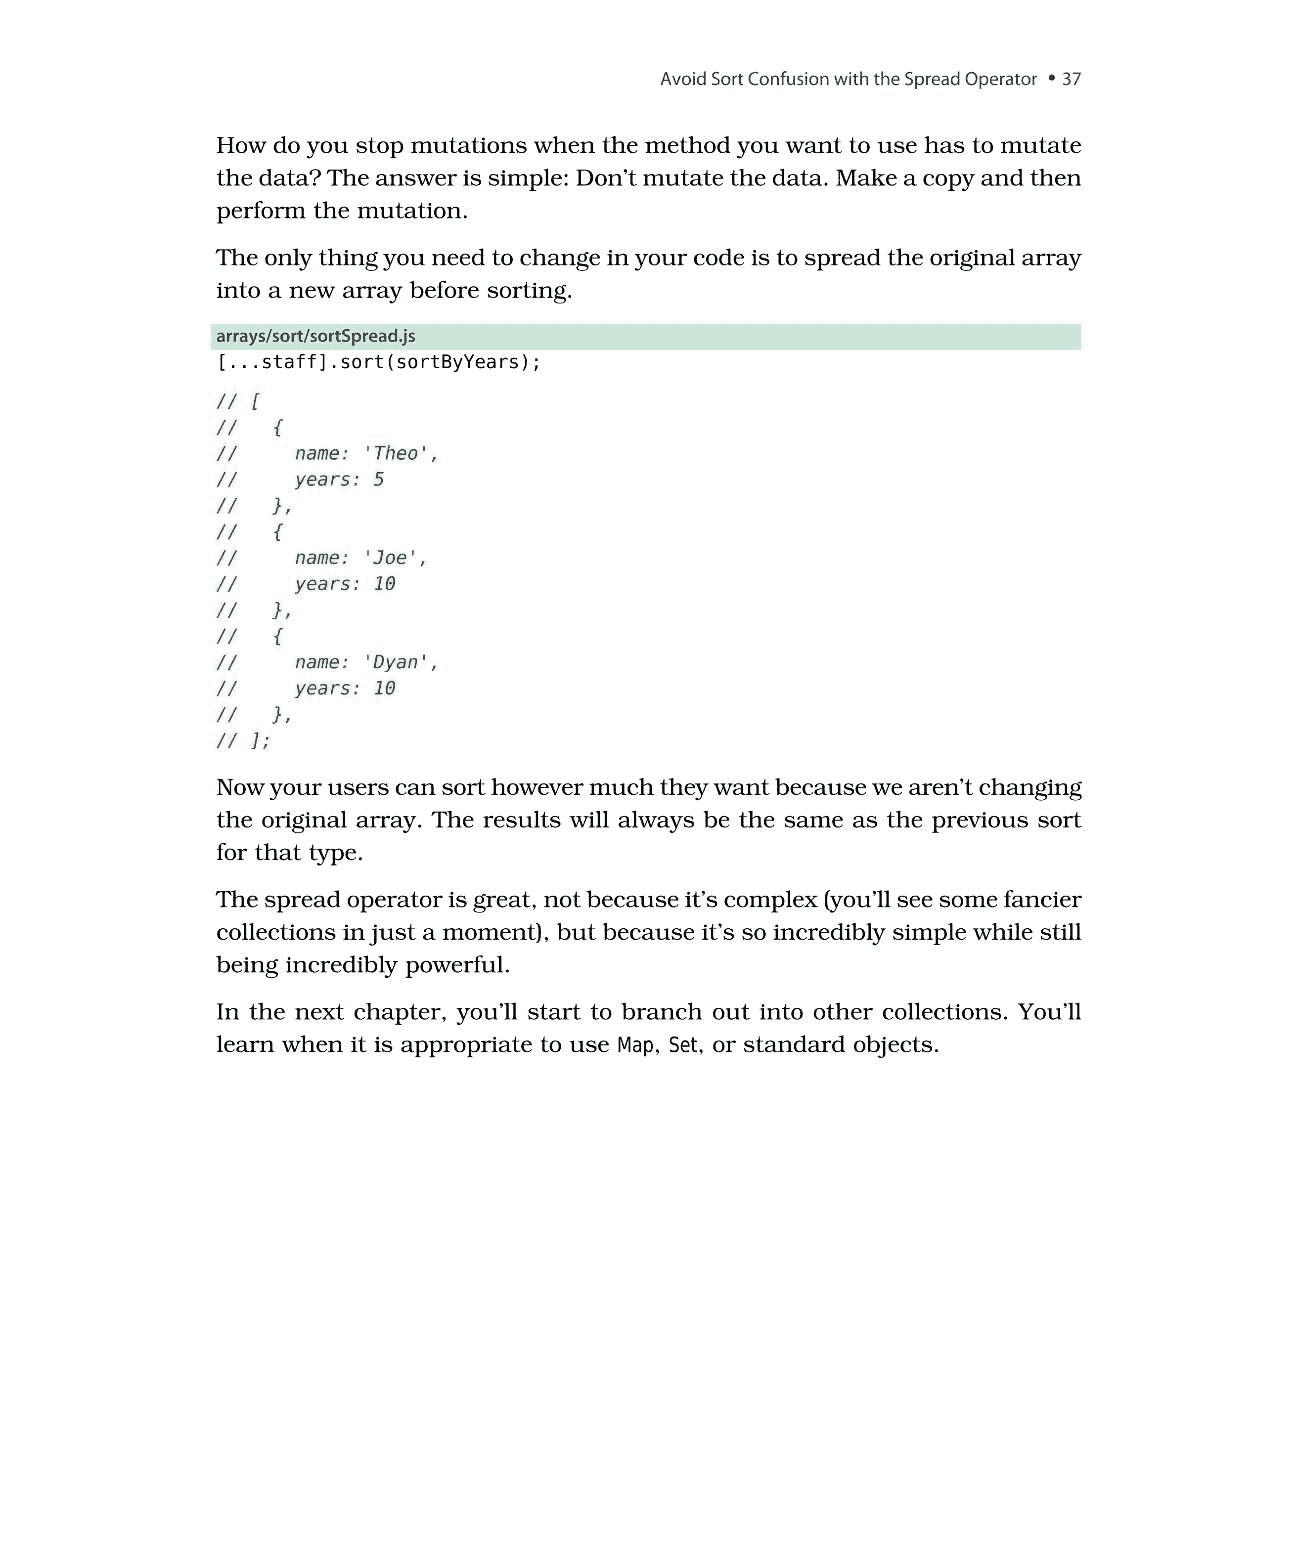 Avoid Sort Confusion with the Spread Operator • 37
How do you stop mutations when the method you want to use has to mutate
the data? The answer is simple: Don’t mutate the data. Make a copy and then
perform the mutation.
The only thing you need to change in your code is to spread the original array
into a new array before sorting.
arrays/sort/sortSpread.js
[...staff].sort(sortByYears);
// [
//   {
//     name: 'Theo',
//     years: 5
//   },
//   {
//     name: 'Joe',
//     years: 10
//   },
//   {
//     name: 'Dyan',
//     years: 10
//   },
// ];
Now your users can sort however much they want because we aren’t changing
the original array. The results will always be the same as the previous sort
for that type.
The spread operator is great, not because it’s complex (you’ll see some fancier
collections in just a moment), but because it’s so incredibly simple while still
being incredibly powerful.
In the next chapter, you’ll start to branch out into other collections. You’ll
learn when it is appropriate to use Map, Set, or standard objects.